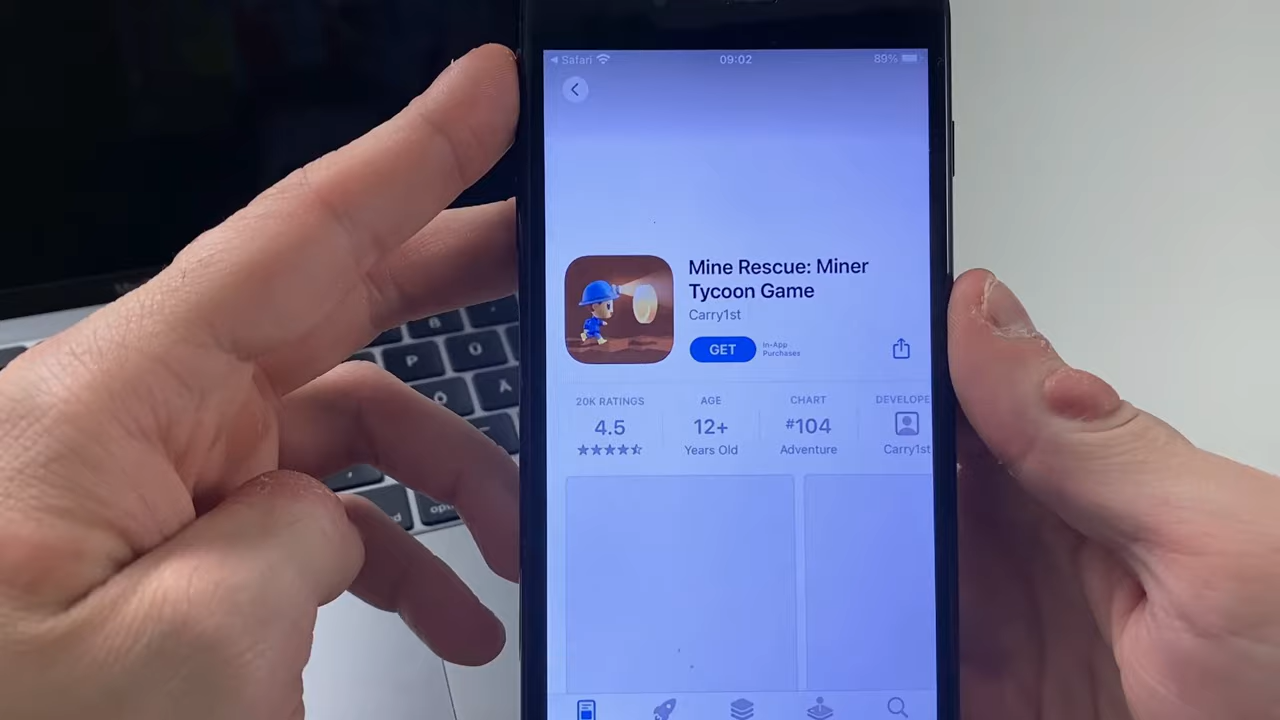 Safari
09:02
89%
Mine Rescue: Miner
Tycoon Game
Carry1st
GET
In-App
Purchases
20K RATINGS
AGE
CHART
DEVELOPE
4.5
12+
#104
Years Old
Adventure
Carry1st
P
Ö
Ä